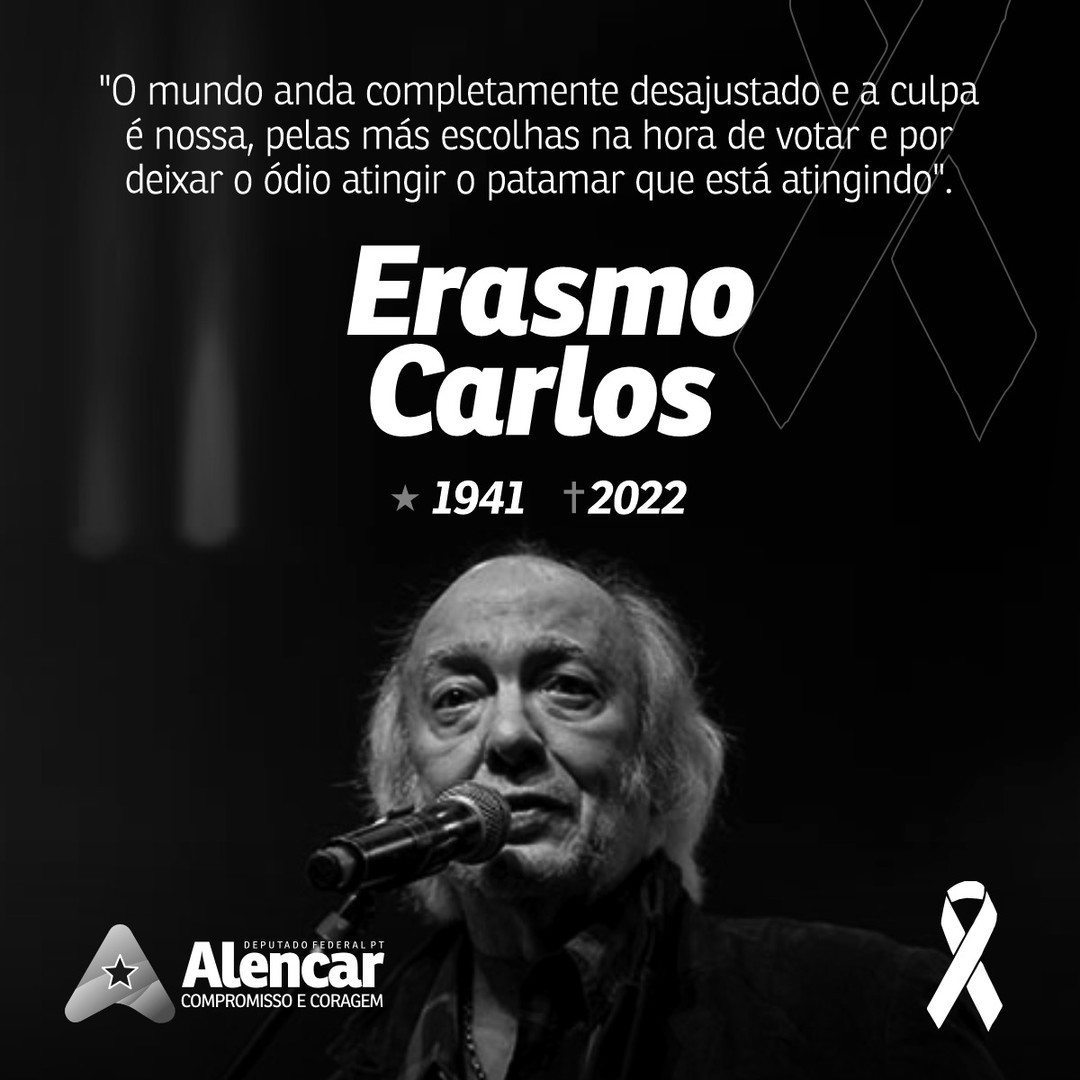 "O mundo anda completamente desajustado e a culpa
é nossa, pelas más escolhas na hora de votar e por
deixar o ódio atingir o patamar que está atingindo".
Erasmo
Carlos
★ 1941 †2022
DEPUTADO FEDERAL PT
Alencar
COMPROMISSO E CORAGEM